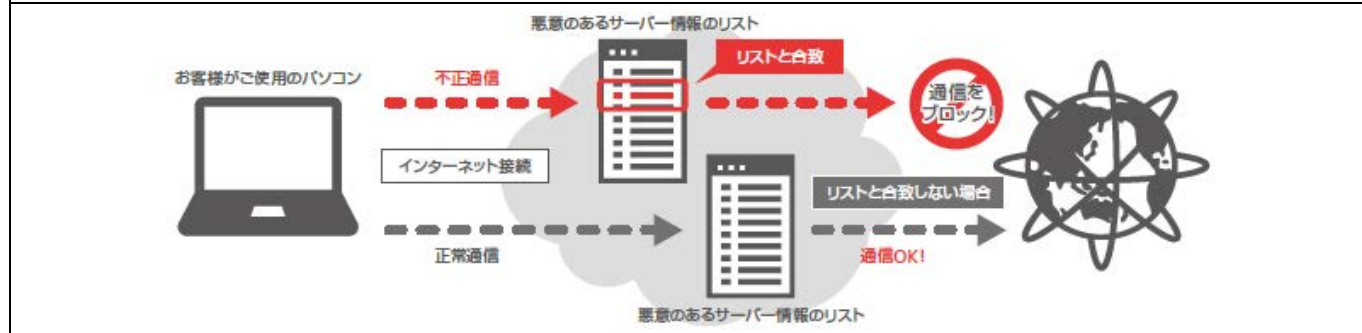 悪意のあるサーバー情報のリスト
リストと合致
お客様がご使用のパソコン
不正通信
通信を
ブロック!
インターネット接続
リストと合致しない場合
正常通信
通信OK!
悪意のあるサーバー情報のリスト